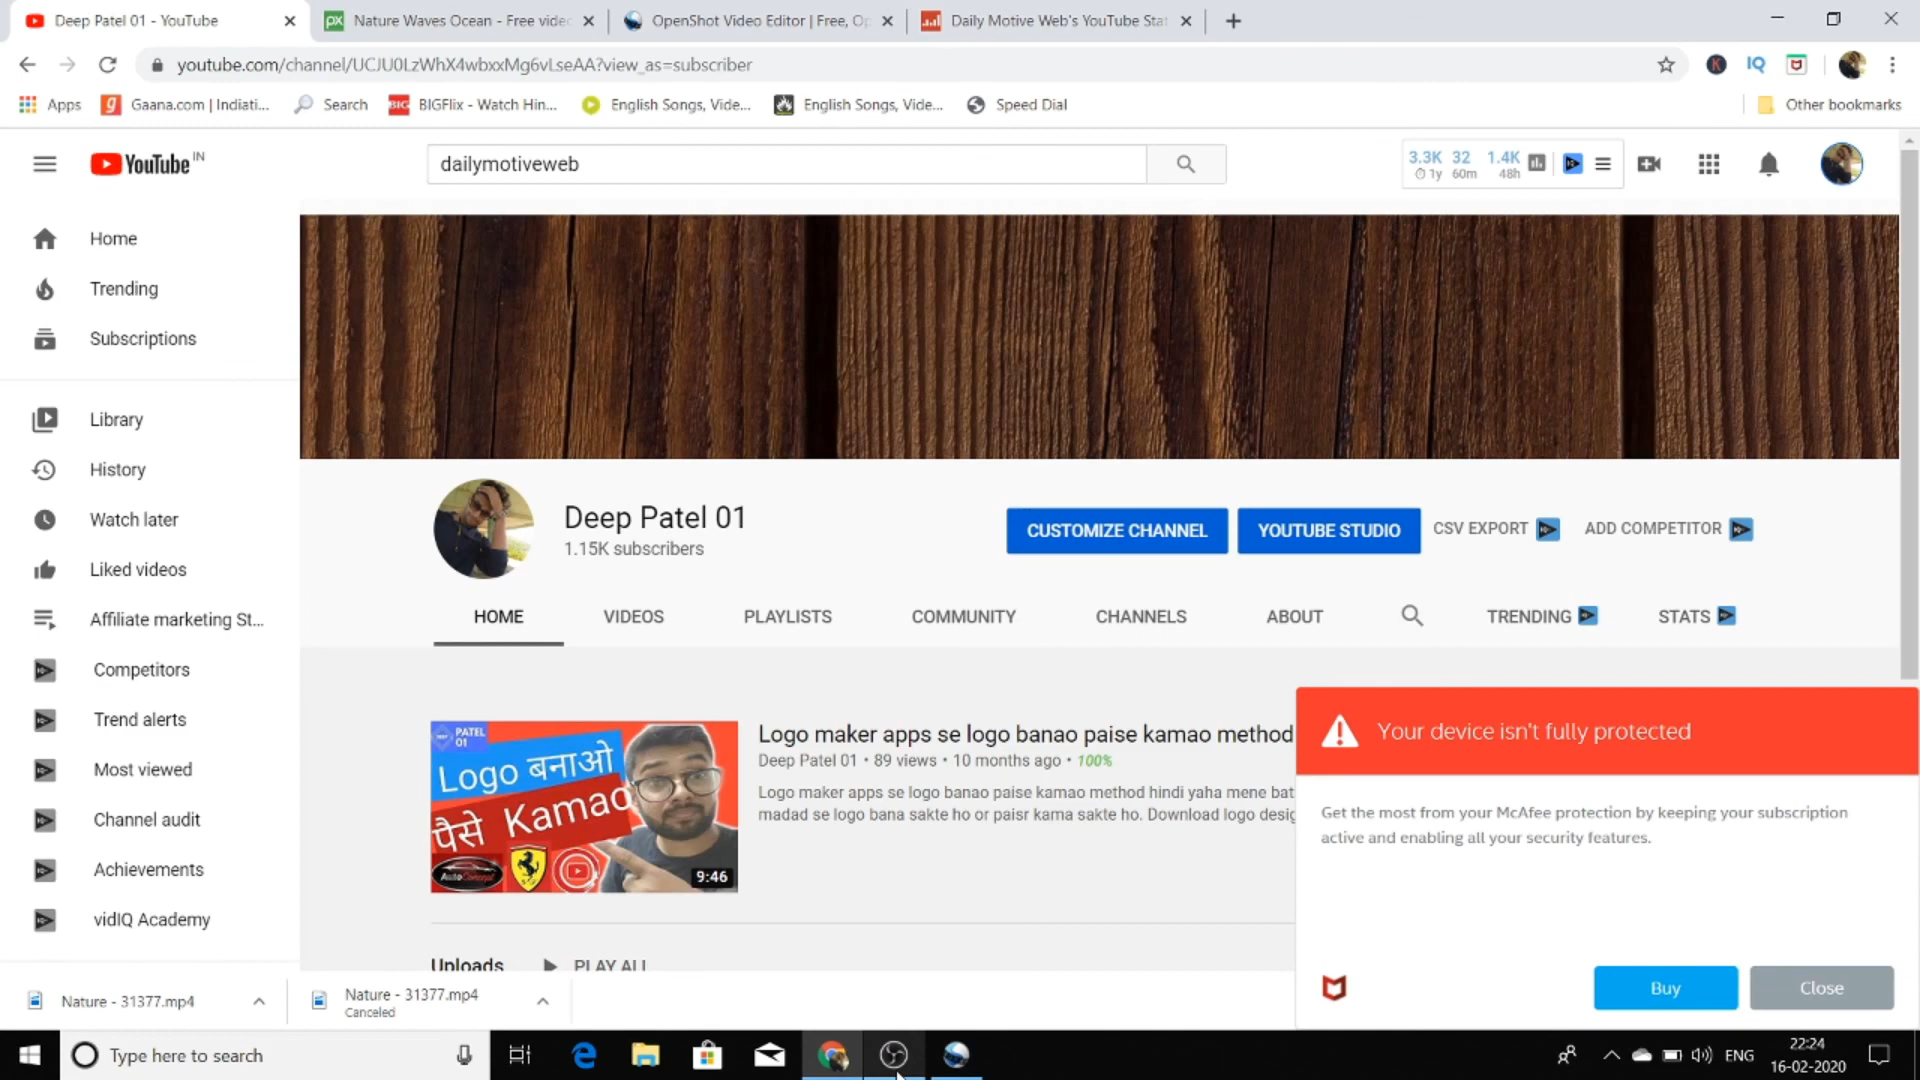 Deep Patel 01 - YouTube
Nature Waves Ocean - Free vide
OpenShot Video Editor | Free, Op
Daily Motive Web's YouTube Stat
youtube.com/channel/UCJU0LzWhX4wbxxMg6vLseAA?view_as=subscriber
Apps
Gaana.com | Indiati...
Search
BIGFlix - Watch Hin...
English Songs, Vide...
English Songs, Vide...
Speed Dial
Other bookmarks
YouTube IN
dailymotiveweb
3.3K 32 1.4K
1y 60m 48h
Home
Trending
Subscriptions
Library
History
Watch later
Liked videos
Affiliate marketing St...
Competitors
Trend alerts
Most viewed
Channel audit
Achievements
vidIQ Academy
Deep Patel 01
1.15K subscribers
CUSTOMIZE CHANNEL
YOUTUBE STUDIO
CSV EXPORT
ADD COMPETITOR
HOME
VIDEOS
PLAYLISTS
COMMUNITY
CHANNELS
ABOUT
TRENDING
STATS
PATEL
01
Logo बनाओ
पैसे Kamao
9:46
Logo maker apps se logo banao paise kamao method
Deep Patel 01 • 89 views • 10 months ago • 100%
Logo maker apps se logo banao paise kamao method hindi yaha mene bat
madad se logo bana sakte ho or paisr kama sakte ho. Download logo desig
Uploads
PLAY ALL
Your device isn't fully protected
Get the most from your McAfee protection by keeping your subscription
active and enabling all your security features.
Buy
Close
Nature - 31377.mp4
Nature - 31377.mp4
Canceled
Type here to search
ENG
22:24
16-02-2020